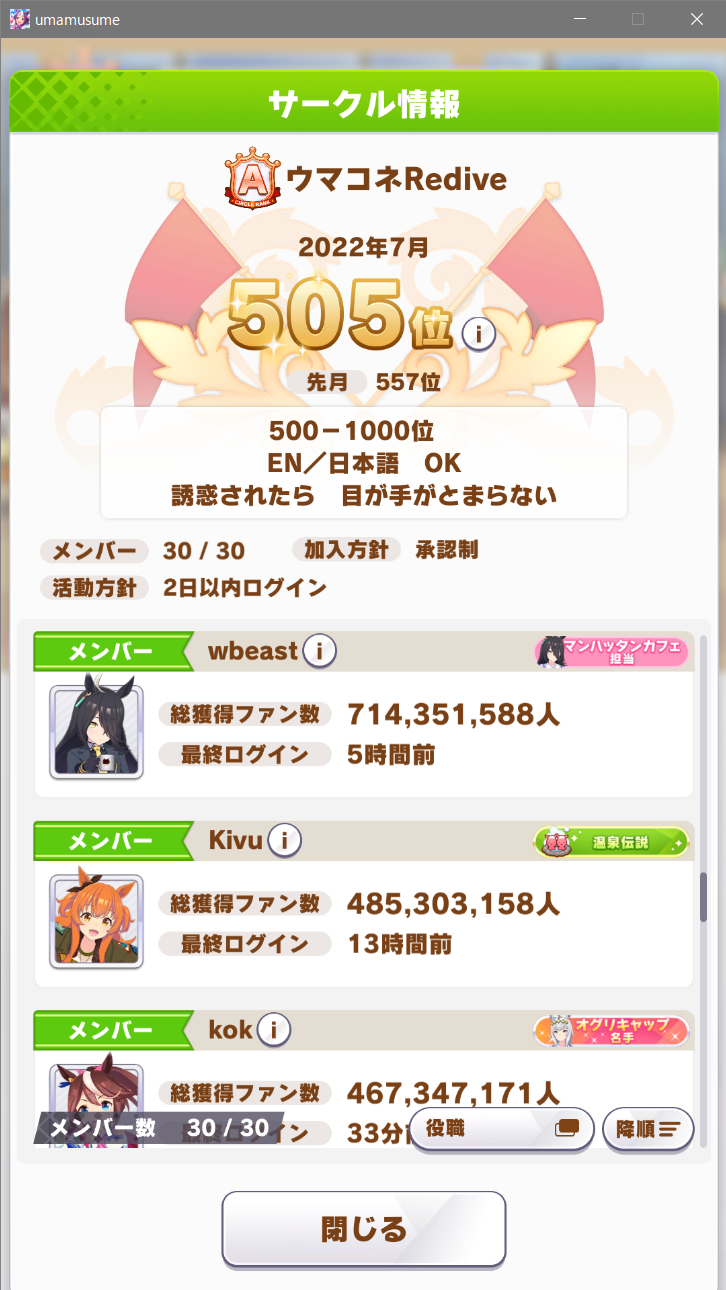 umamusume
サークル情報
A
CIRCLE RANK
ウマコネRedive
2022年7月
505位 i
先月 557位
500－1000位
EN／日本語　OK
誘惑されたら　目が手がとまらない
メンバー 30 / 30 加入方針 承認制
活動方針 2日以内ログイン
メンバー wbeast i マンハッタンカフェ
担当
総獲得ファン数 714,351,588人
最終ログイン 5時間前
メンバー Kivu i 温泉伝説
総獲得ファン数 485,303,158人
最終ログイン 13時間前
メンバー kok i オグリキャップ
名手
総獲得ファン数 467,347,171人
メンバー数 30 / 30 イン 33分 役職 降順
閉じる